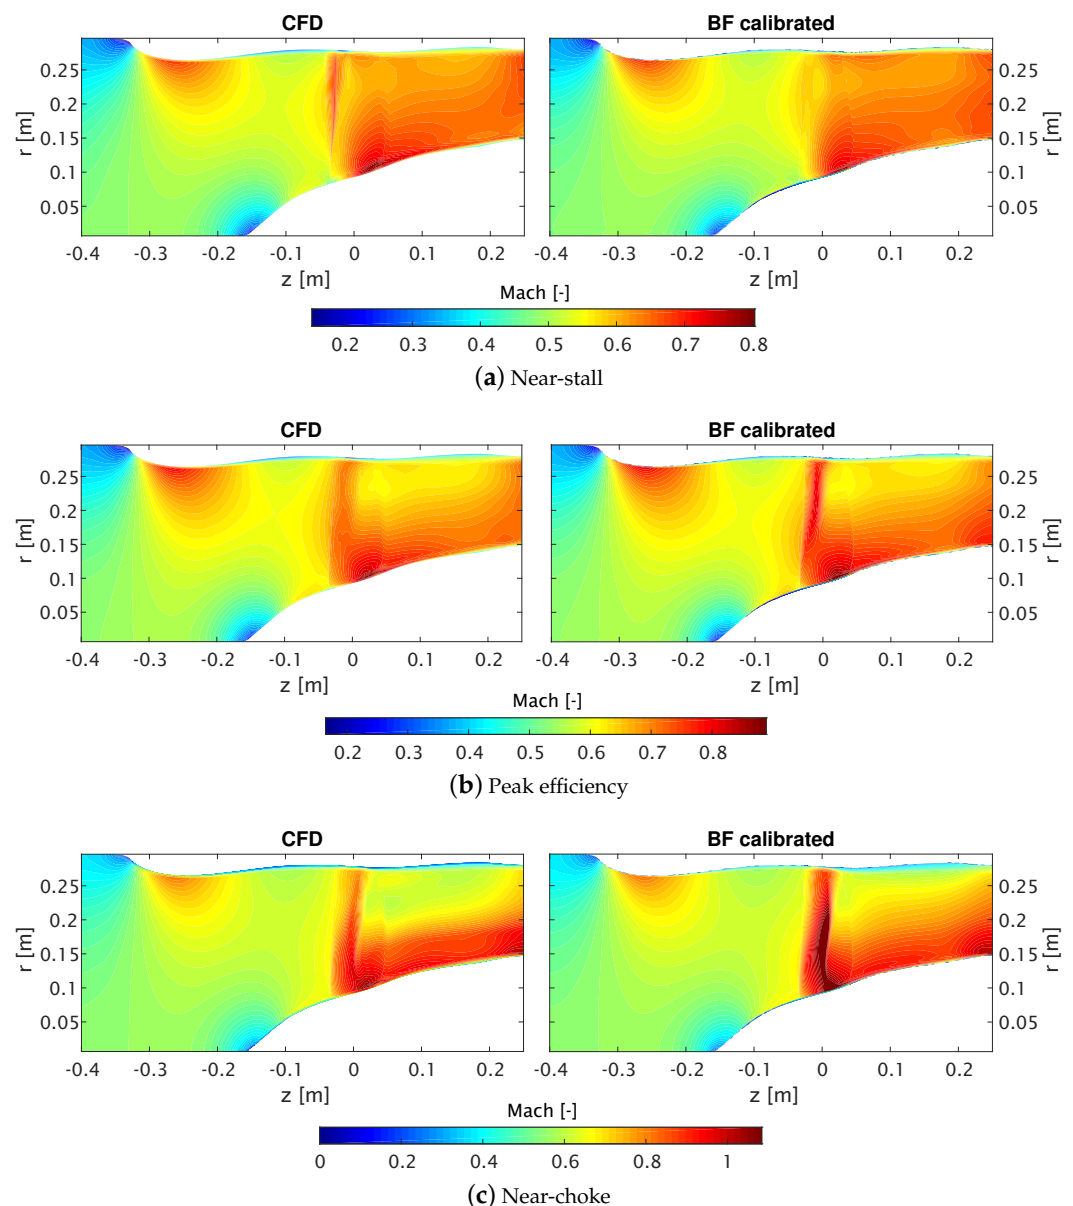 CFD BF calibrated
0.25 0.25
0.2 0.2
0.15 0.15
0.1 0.1
0.05 0.05
r [m] r [m]
-0.4 -0.3 -0.2 -0.1 0 0.1 0.2 -0.4 -0.3 -0.2 -0.1 0 0.1 0.2
z [m] z [m]
Mach [-]
0.2 0.3 0.4 0.5 0.6 0.7 0.8
(a) Near-stall
CFD BF calibrated
0.25 0.25
0.2 0.2
0.15 0.15
0.1 0.1
0.05 0.05
r [m] r [m]
-0.4 -0.3 -0.2 -0.1 0 0.1 0.2 -0.4 -0.3 -0.2 -0.1 0 0.1 0.2
z [m] z [m]
Mach [-]
0.2 0.3 0.4 0.5 0.6 0.7 0.8
(b) Peak efficiency
CFD BF calibrated
0.25 0.25
0.2 0.2
0.15 0.15
0.1 0.1
0.05 0.05
r [m] r [m]
-0.4 -0.3 -0.2 -0.1 0 0.1 0.2 -0.4 -0.3 -0.2 -0.1 0 0.1 0.2
z [m] z [m]
Mach [-]
0 0.2 0.4 0.6 0.8 1
(c) Near-choke